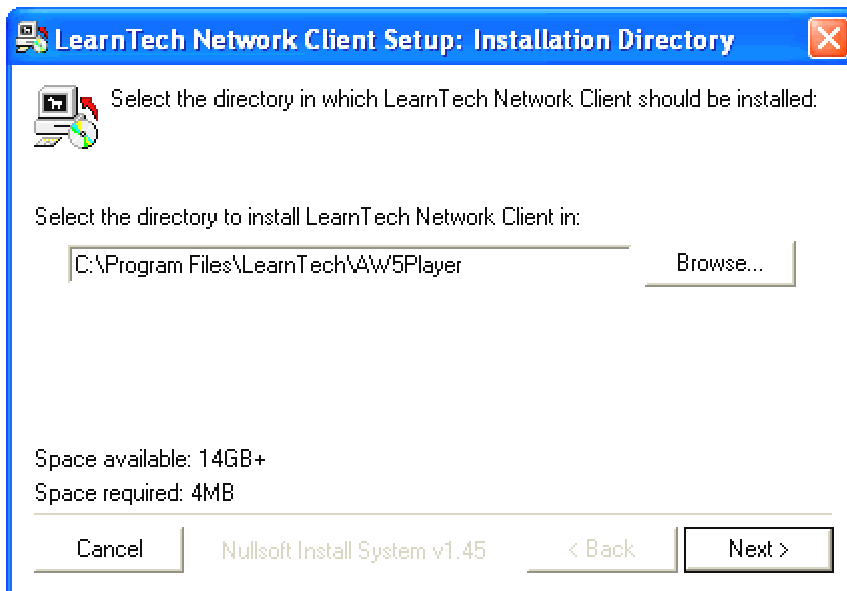 LearnTech Network Client Setup: Installation Directory
Select the directory in which LearnTech Network Client should be installed:
Select the directory to install LearnTech Network Client in:
C:\Program Files\LearnTech\AW5Player
Browse...
Space available: 14GB+
Space required: 4MB
Cancel
Nullsoft Install System v1.45
< Back
Next >